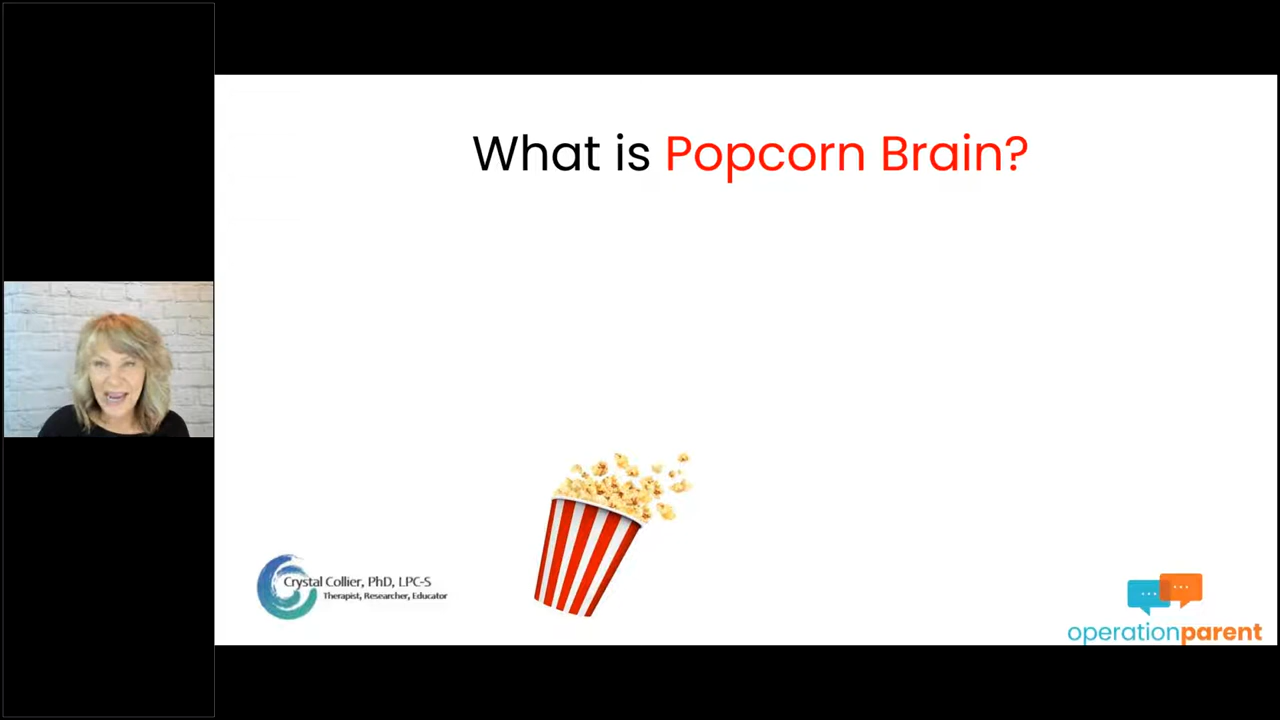 What is Popcorn Brain?
Crystal Collier, PhD, LPC-S
Therapist, Researcher, Educator
operationparent